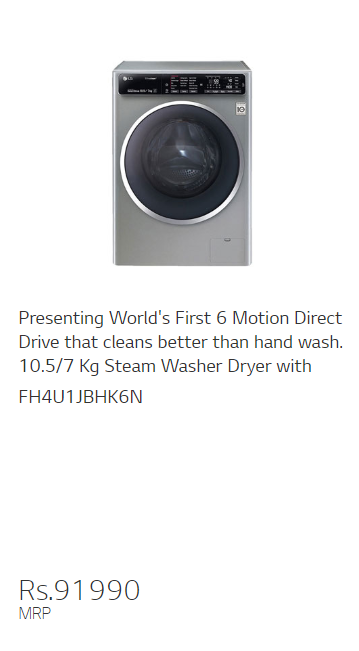 LG
Presenting World's First 6 Motion Direct
Drive that cleans better than hand wash.
10.5/7 Kg Steam Washer Dryer with
FH4U1JBHK6N
Rs.91990
MRP